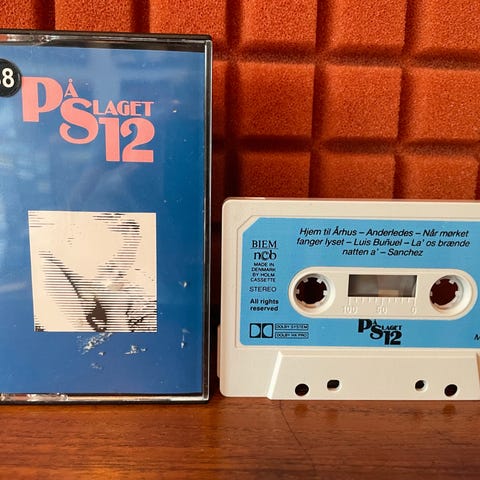 8
PÅ
SLAGET
12
Hjem til Århus – Anderledes – Når mørket
fanger lyset – Luis Buñuel – La' os brænde
natten a' – Sanchez
BIEM
ncb
MADE IN
DENMARK
BY HOLM
CASSETTE
STEREO
All rights
reserved
100 50 0
PÅ
SLAGET
12
DOLBY SYSTEM
DOLBY HX PRO
M